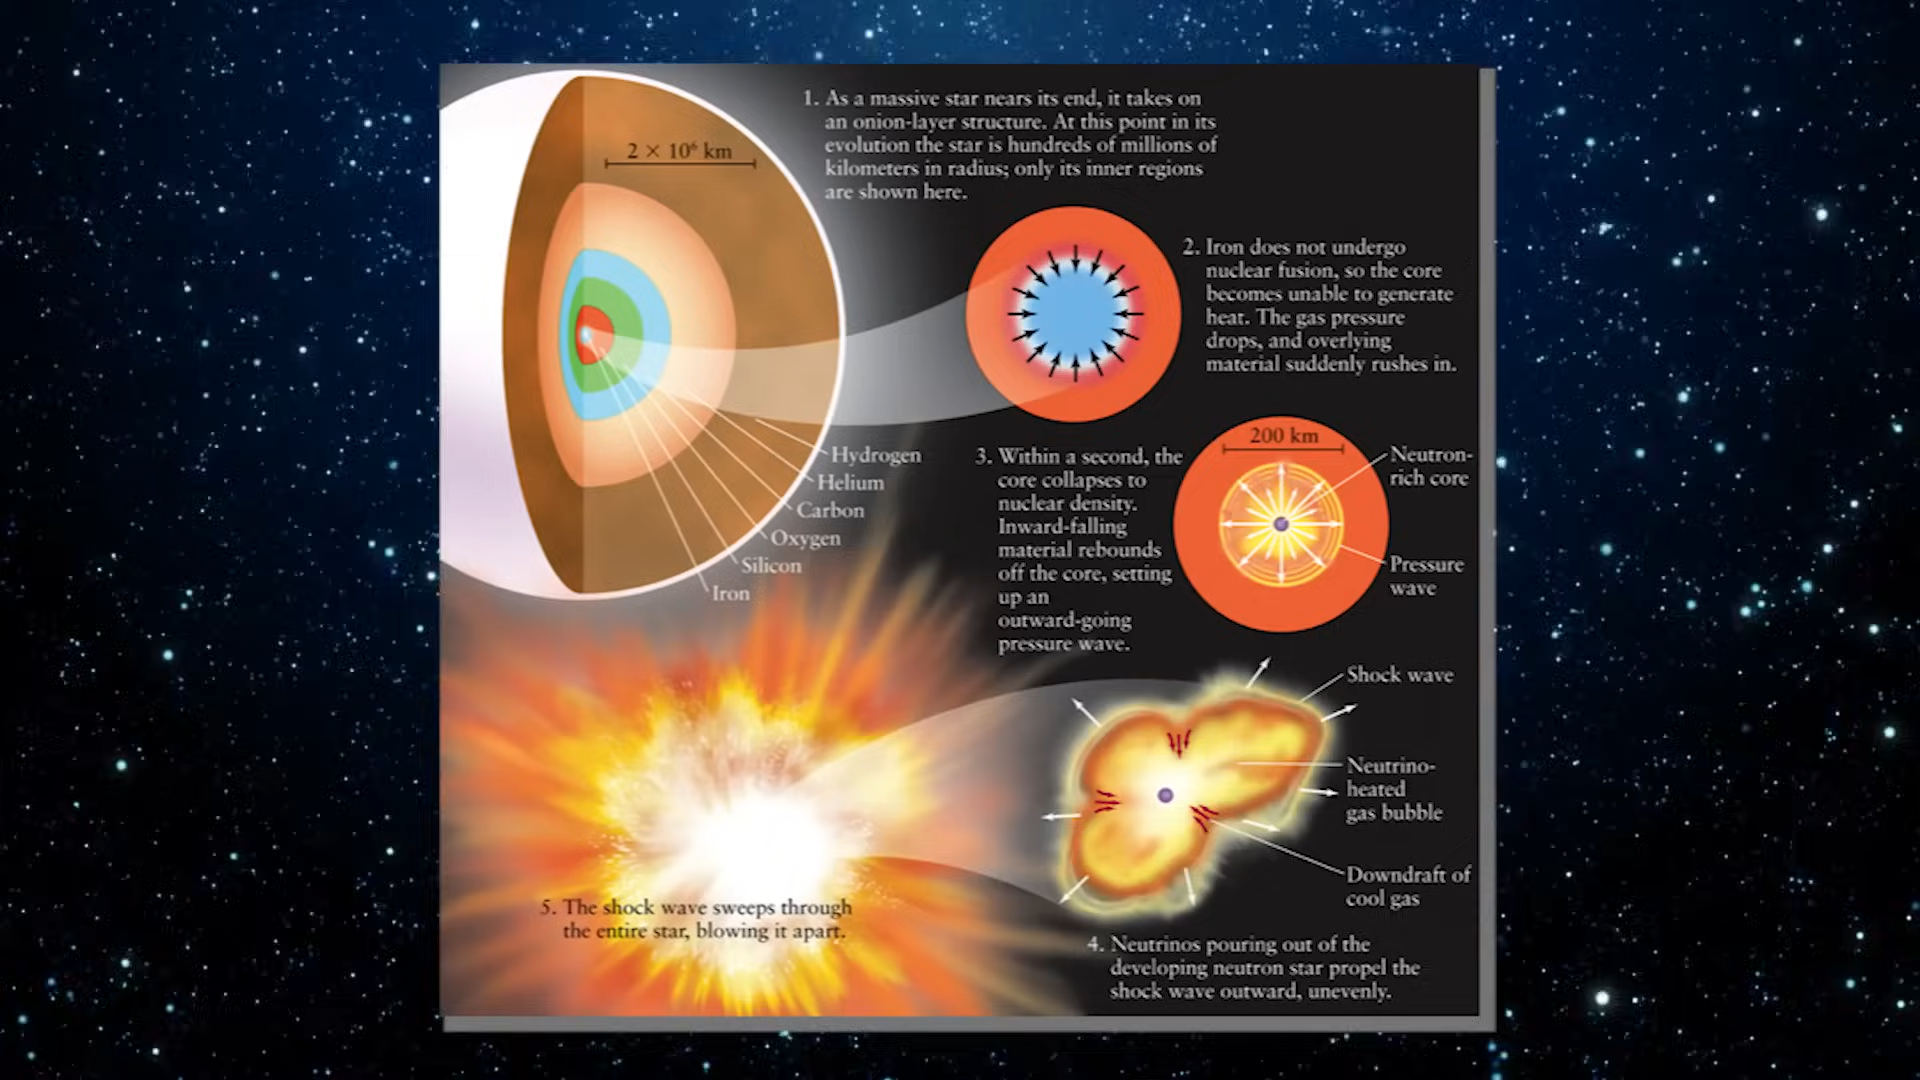 2 × 10⁶ km
1. As a massive star nears its end, it takes on
an onion-layer structure. At this point in its
evolution the star is hundreds of millions of
kilometers in radius; only its inner regions
are shown here.
2. Iron does not undergo
nuclear fusion, so the core
becomes unable to generate
heat. The gas pressure
drops, and overlying
material suddenly rushes in.
Hydrogen
Helium
Carbon
Oxygen
Silicon
Iron
3. Within a second, the
core collapses to
nuclear density.
Inward-falling
material rebounds
off the core, setting
up an
outward-going
pressure wave.
200 km
Neutron-
rich core
Pressure
wave
Shock wave
Neutrino-
heated
gas bubble
Downdraft of
cool gas
4. Neutrinos pouring out of the
developing neutron star propel the
shock wave outward, unevenly.
5. The shock wave sweeps through
the entire star, blowing it apart.